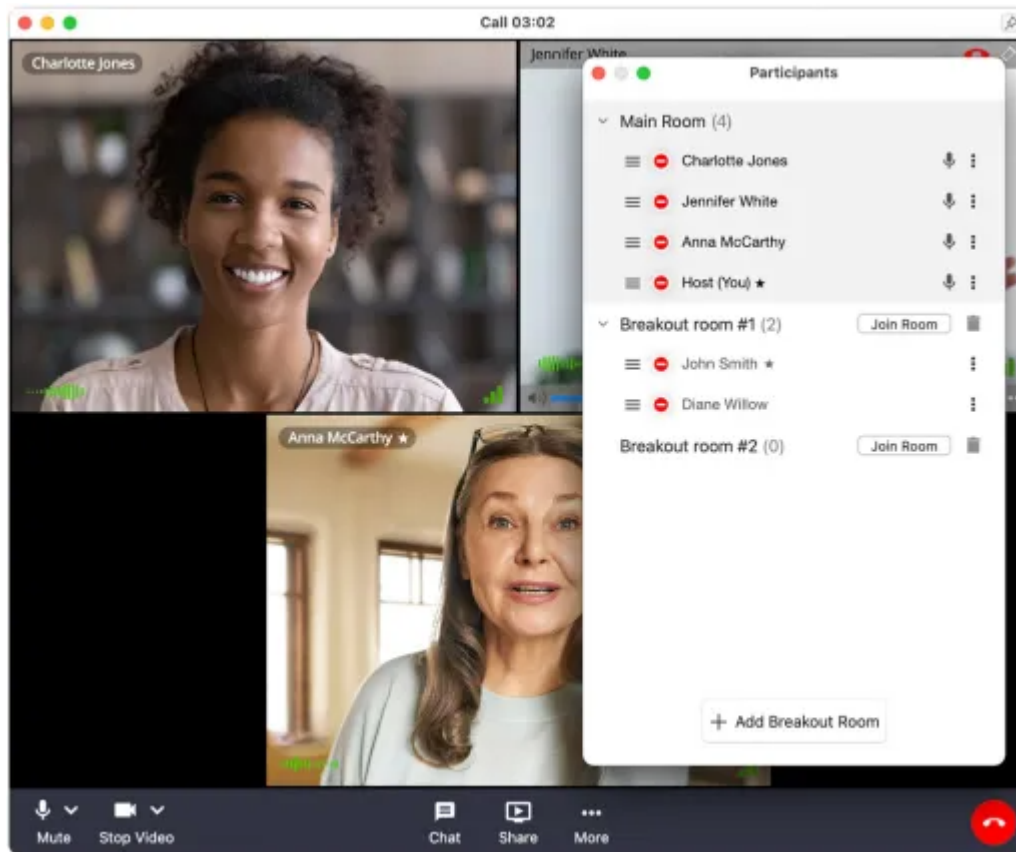 Call 03:02
Charlotte Jones
Jennifer White
Participants
Main Room (4)
Charlotte Jones
Jennifer White
Anna McCarthy
Host (You) ★
Breakout room #1 (2) Join Room
John Smith ★
Diane Willow
Breakout room #2 (0) Join Room
Anna McCarthy ★
+ Add Breakout Room
Mute Stop Video Chat Share More